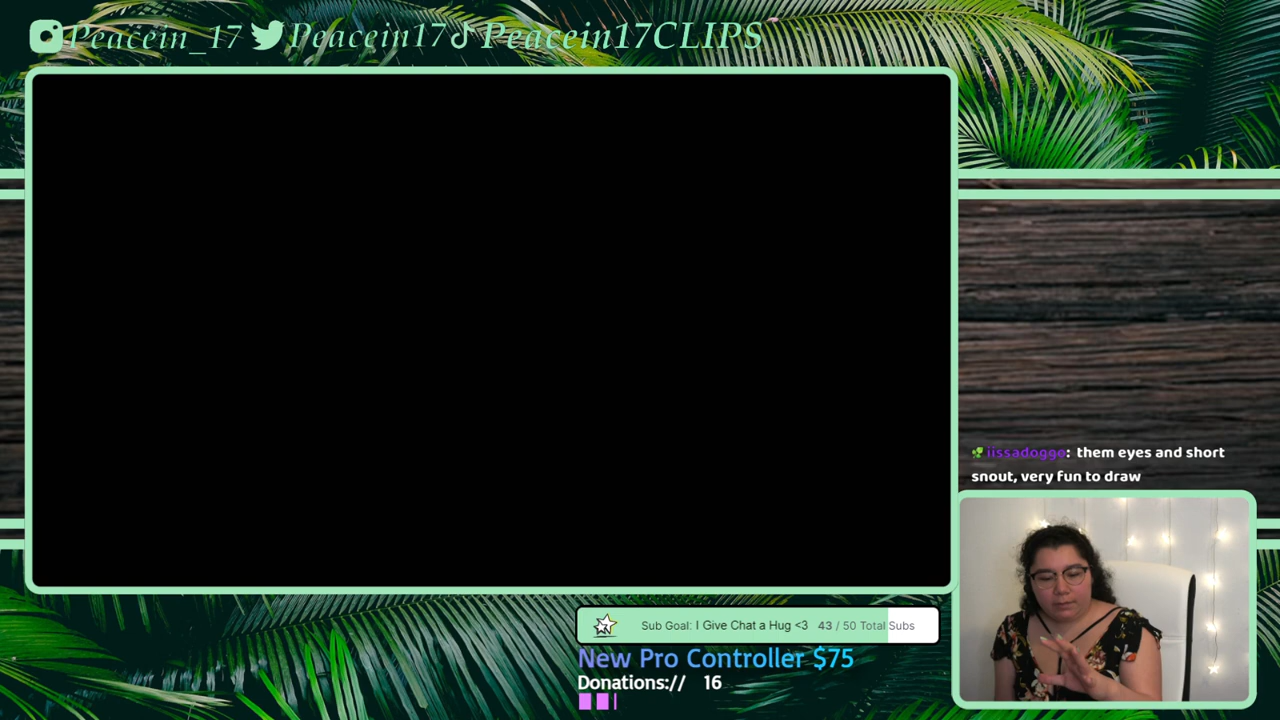 Peacein_17 Peacein17 Peacein17CLIPS
iissadoggo: them eyes and short
snout, very fun to draw
Sub Goal: I Give Chat a Hug <3 43 / 50 Total Subs
New Pro Controller $75
Donations:// 16